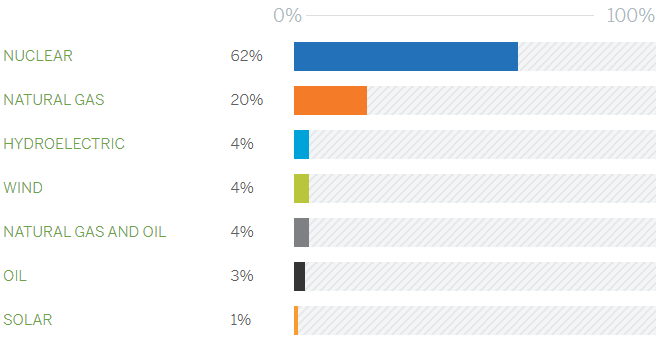 0% 100%
NUCLEAR 62%
NATURAL GAS 20%
HYDROELECTRIC 4%
WIND 4%
NATURAL GAS AND OIL 4%
OIL 3%
SOLAR 1%